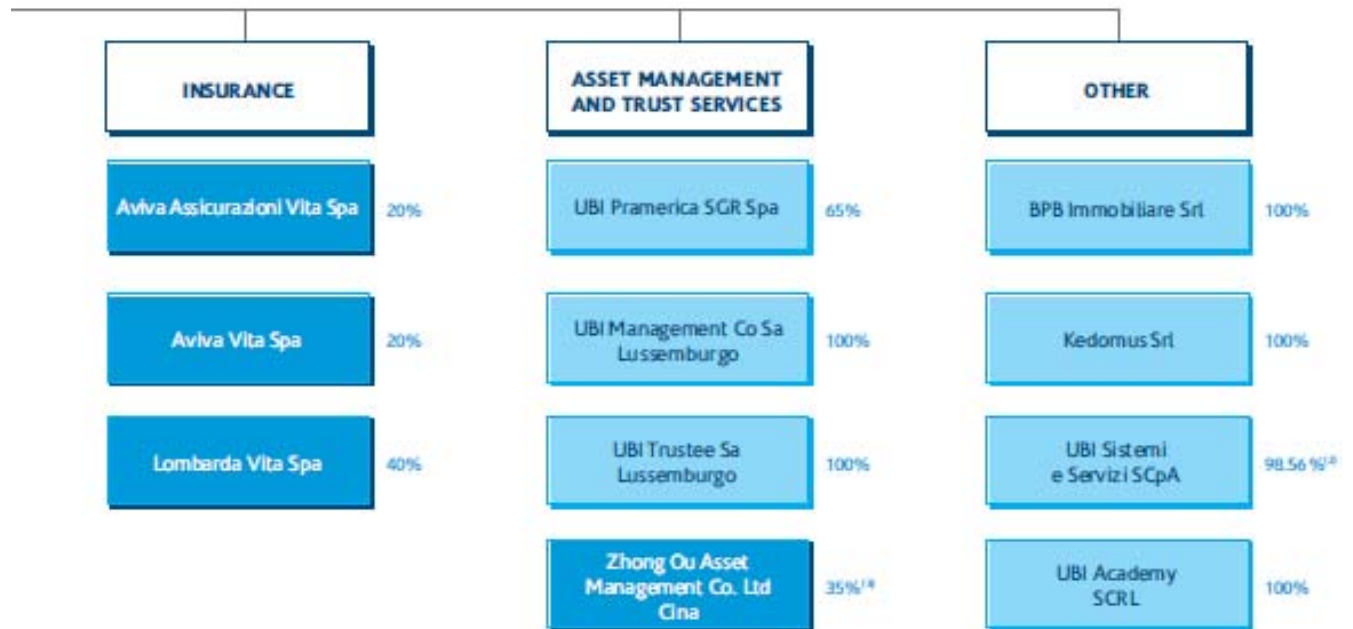 INSURANCE
Aviva Assicurazioni Vita Spa
20%
Aviva Vita Spa
20%
Lombarda Vita Spa
40%
ASSET MANAGEMENT
AND TRUST SERVICES
UBI Pramerica SGR Spa
65%
UBI Management Co Sa
Lussemburgo
100%
UBI Trustee Sa
Lussemburgo
100%
Zhong Ou Asset
Management Co. Ltd
Cina
35%
OTHER
BPB Immobiliare Srl
100%
Kedomus Srl
100%
UBI Sistemi
e Servizi SCpA
98.56%
UBI Academy
SCRL
100%